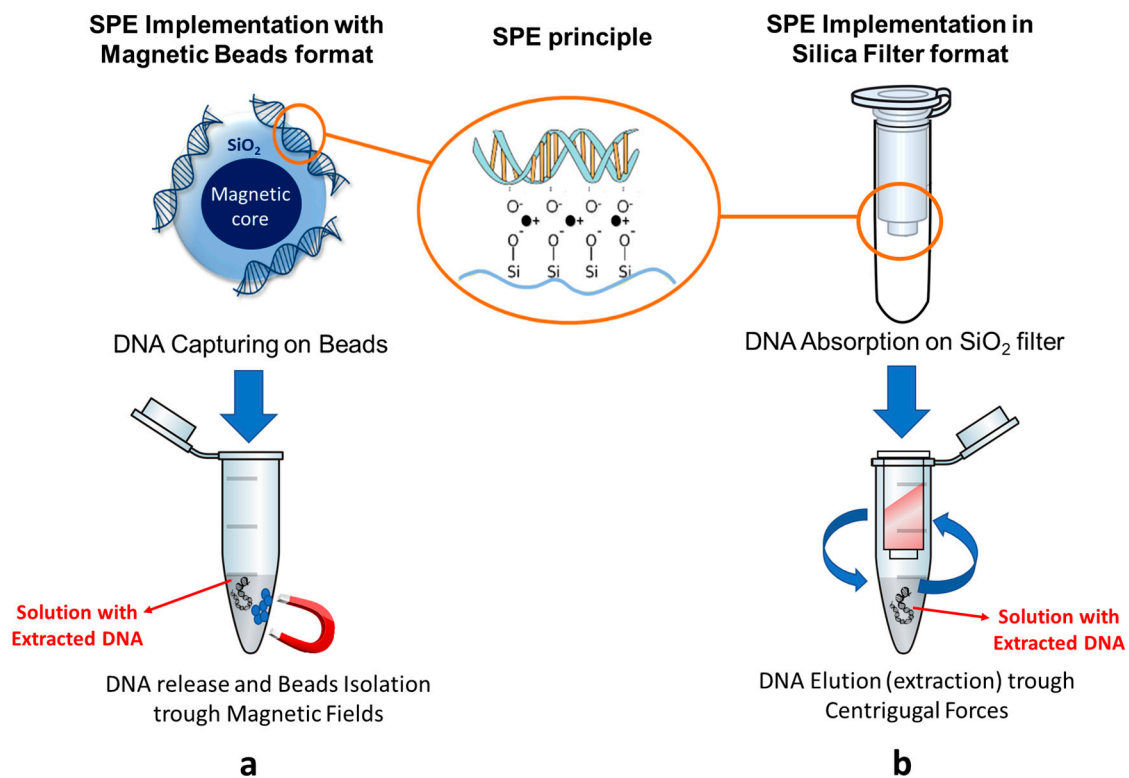 SPE Implementation with
Magnetic Beads format
SPE principle
SPE Implementation in
Silica Filter format
SiO₂
Magnetic
core
O⁻ O⁻ O⁻ O⁻
+ + +
O⁻ O⁻ O⁻ O⁻
Si Si Si Si
DNA Capturing on Beads
DNA Absorption on SiO₂ filter
Solution with
Extracted DNA
Solution with
Extracted DNA
DNA release and Beads Isolation
trough Magnetic Fields
DNA Elution (extraction) trough
Centrigugal Forces
a
b